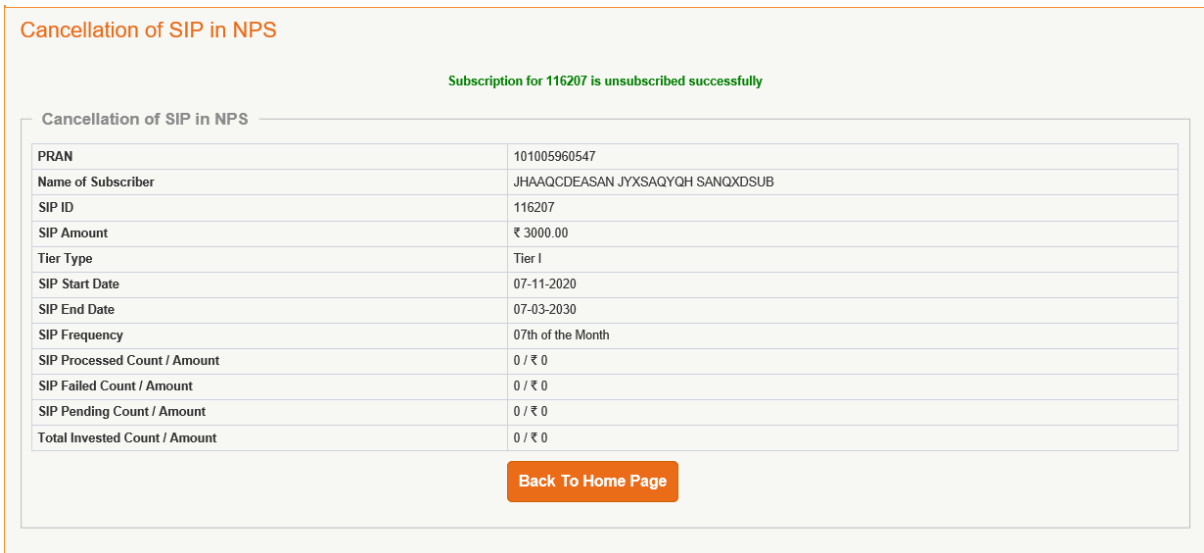 Cancellation of SIP in NPS
Subscription for 116207 is unsubscribed successfully
Cancellation of SIP in NPS
PRAN 101005960547
Name of Subscriber JHAAQCDEASAN JYXSAQYQH SANQXDSUB
SIP ID 116207
SIP Amount ₹ 3000.00
Tier Type Tier I
SIP Start Date 07-11-2020
SIP End Date 07-03-2030
SIP Frequency 07th of the Month
SIP Processed Count / Amount 0 / ₹ 0
SIP Failed Count / Amount 0 / ₹ 0
SIP Pending Count / Amount 0 / ₹ 0
Total Invested Count / Amount 0 / ₹ 0
Back To Home Page